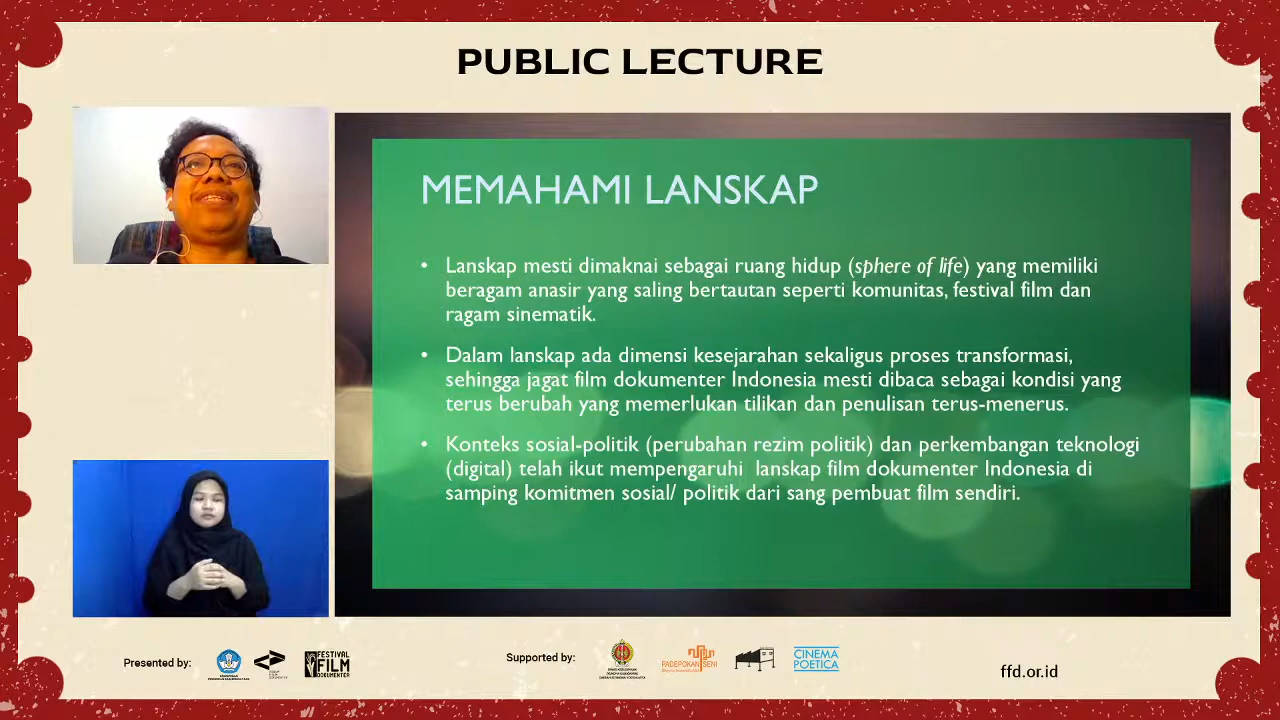 PUBLIC LECTURE
MEMAHAMI LANSKAP
• Lanskap mesti dimaknai sebagai ruang hidup (sphere of life) yang memiliki
beragam anasir yang saling bertautan seperti komunitas, festival film dan
ragam sinematik.
• Dalam lanskap ada dimensi kesejarahan sekaligus proses transformasi,
sehingga jagat film dokumenter Indonesia mesti dibaca sebagai kondisi yang
terus berubah yang memerlukan tilikan dan penulisan terus-menerus.
• Konteks sosial-politik (perubahan rezim politik) dan perkembangan teknologi
(digital) telah ikut mempengaruhi lanskap film dokumenter Indonesia di
samping komitmen sosial/ politik dari sang pembuat film sendiri.
Presented by:
FESTIVAL
FILM
DOKUMENTER
Supported by:
PADEPOKAN SENI
CINEMA
POETICA
ffd.or.id